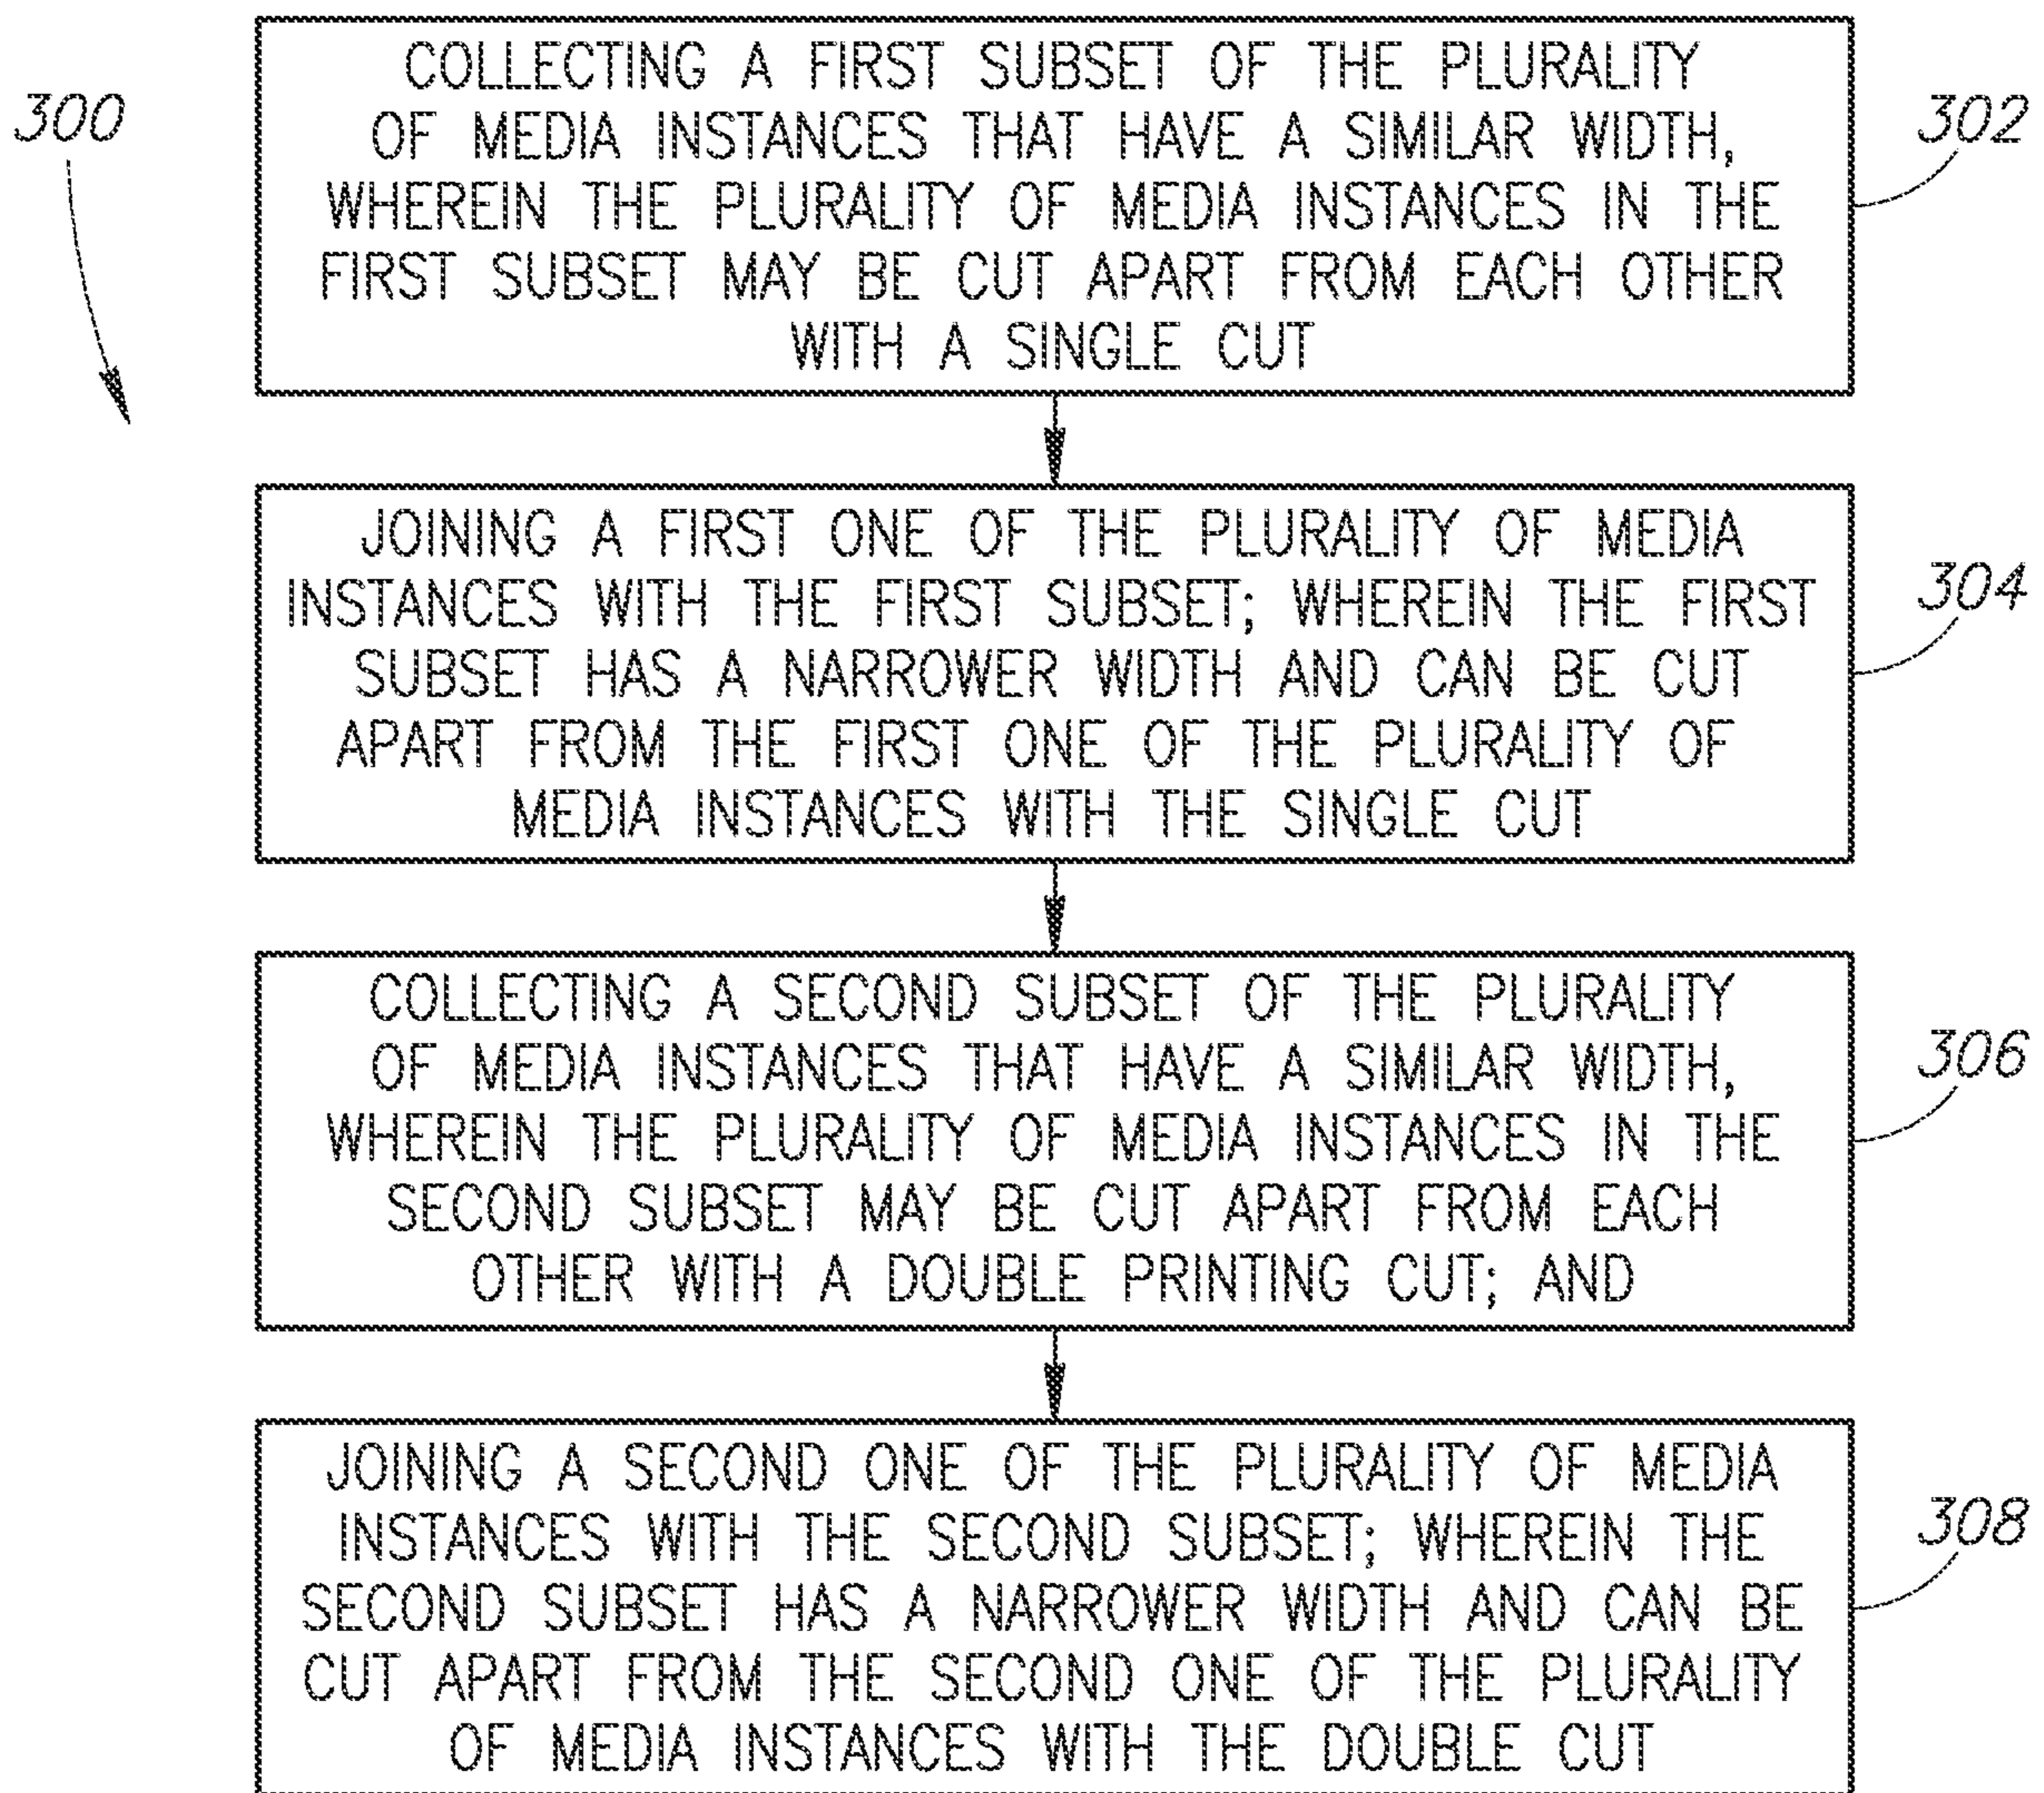 300
COLLECTING A FIRST SUBSET OF THE PLURALITY
OF MEDIA INSTANCES THAT HAVE A SIMILAR WIDTH,
WHEREIN THE PLURALITY OF MEDIA INSTANCES IN THE
FIRST SUBSET MAY BE CUT APART FROM EACH OTHER
WITH A SINGLE CUT
302
JOINING A FIRST ONE OF THE PLURALITY OF MEDIA
INSTANCES WITH THE FIRST SUBSET; WHEREIN THE FIRST
SUBSET HAS A NARROWER WIDTH AND CAN BE CUT
APART FROM THE FIRST ONE OF THE PLURALITY OF
MEDIA INSTANCES WITH THE SINGLE CUT
304
COLLECTING A SECOND SUBSET OF THE PLURALITY
OF MEDIA INSTANCES THAT HAVE A SIMILAR WIDTH,
WHEREIN THE PLURALITY OF MEDIA INSTANCES IN THE
SECOND SUBSET MAY BE CUT APART FROM EACH
OTHER WITH A DOUBLE PRINTING CUT; AND
306
JOINING A SECOND ONE OF THE PLURALITY OF MEDIA
INSTANCES WITH THE SECOND SUBSET; WHEREIN THE
SECOND SUBSET HAS A NARROWER WIDTH AND CAN BE
CUT APART FROM THE SECOND ONE OF THE PLURALITY
OF MEDIA INSTANCES WITH THE DOUBLE CUT
308